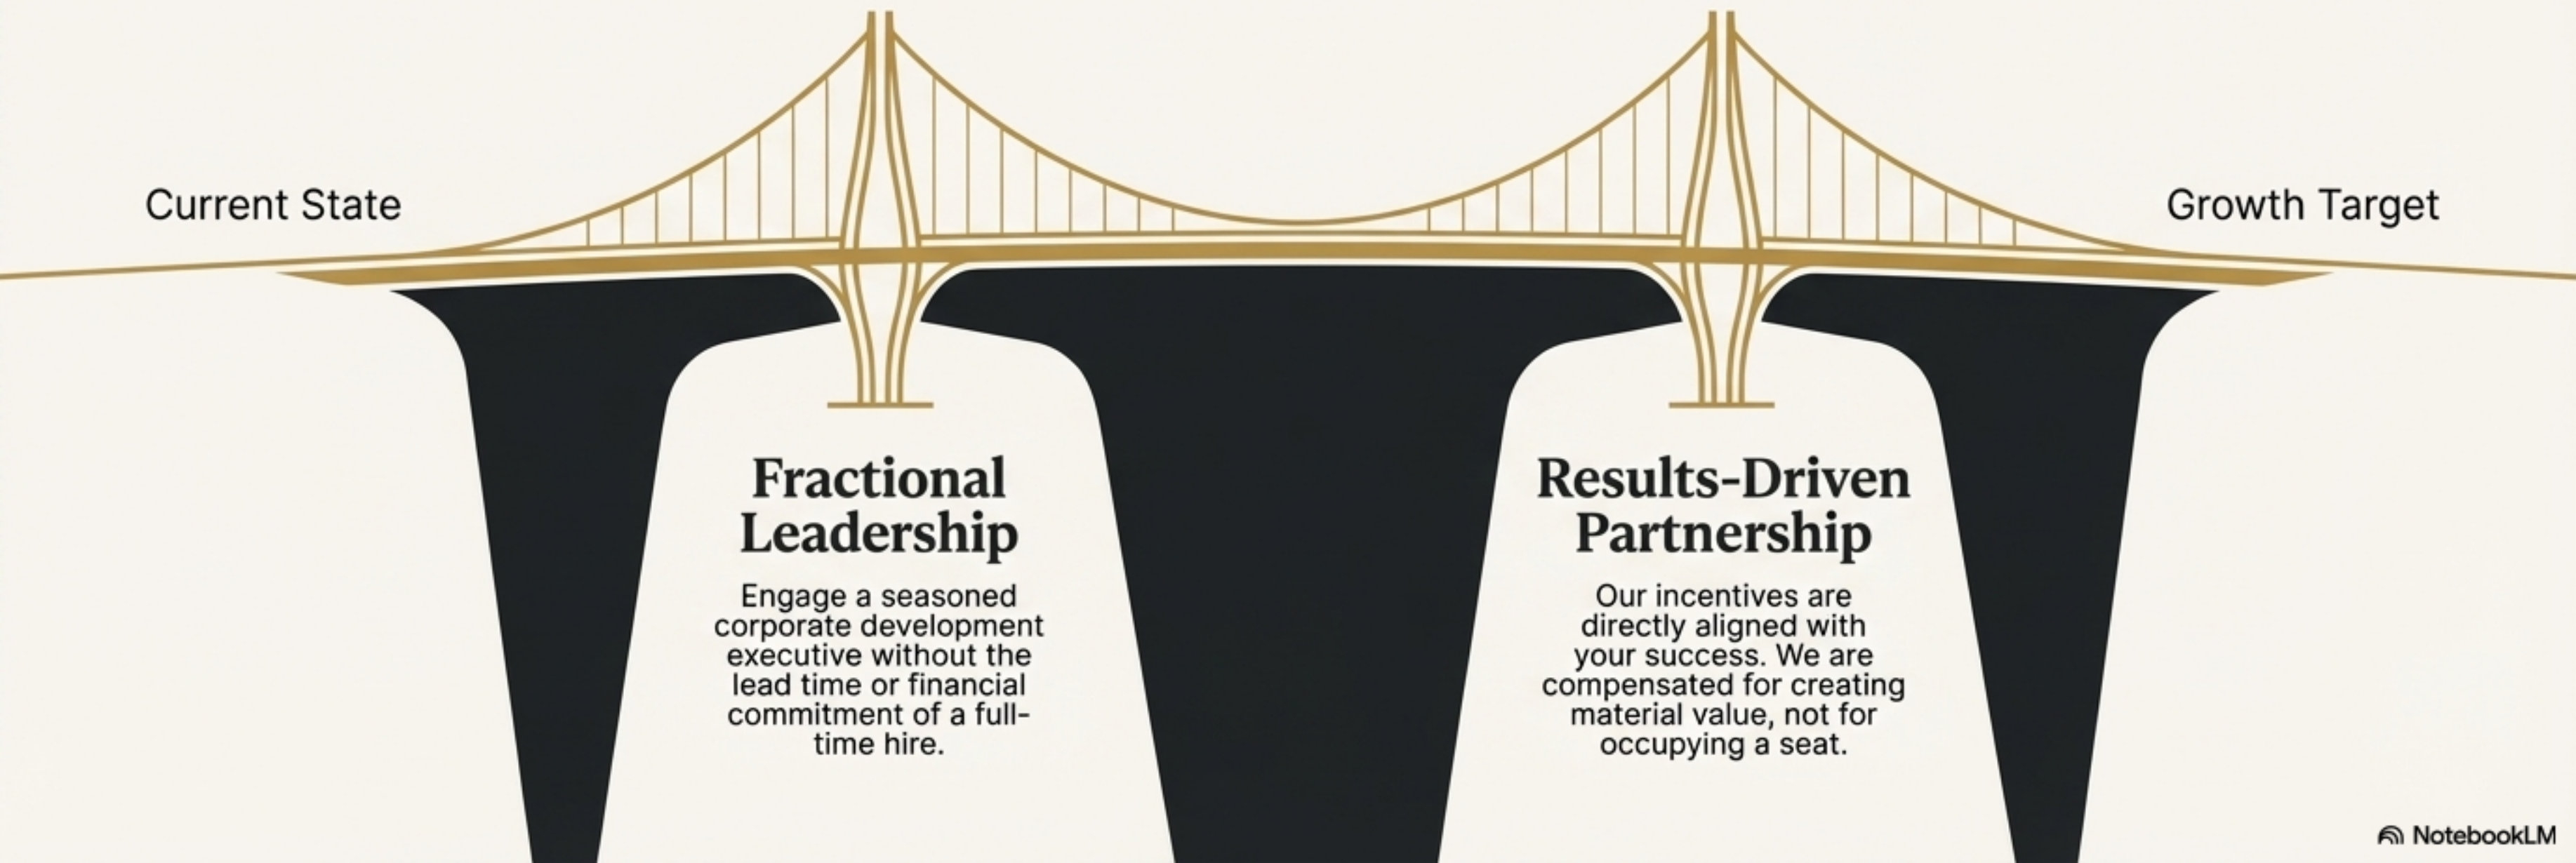 Current State
Growth Target
Fractional
Leadership
Engage a seasoned
corporate development
executive without the
lead time or financial
commitment of a full-
time hire.
Results-Driven
Partnership
Our incentives are
directly aligned with
your success. We are
compensated for creating
material value, not for
occupying a seat.
NotebookLM